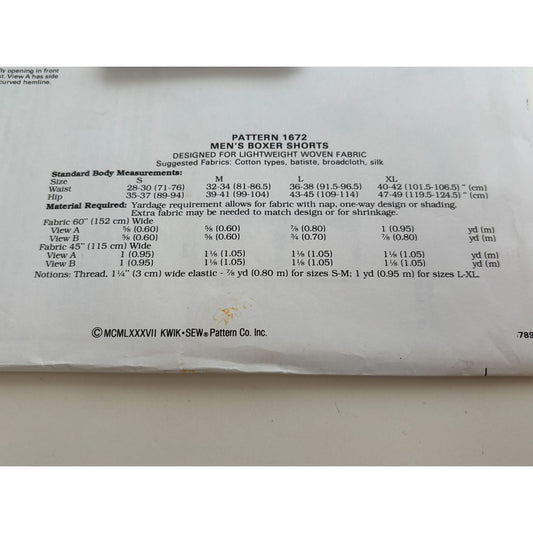 ly opening in front
t. View A has side
curved hemline.
PATTERN 1672
MEN'S BOXER SHORTS
DESIGNED FOR LIGHTWEIGHT WOVEN FABRIC
Suggested Fabrics: Cotton types, batiste, broadcloth, silk
Standard Body Measurements:
Size S M L XL
Waist 28-30 (71-76) 32-34 (81-86.5) 36-38 (91.5-96.5) 40-42 (101.5-106.5) " (cm)
Hip 35-37 (89-94) 39-41 (99-104) 43-45 (109-114) 47-49 (119.5-124.5) " (cm)
Material Required: Yardage requirement allows for fabric with nap, one-way design or shading.
Extra fabric may be needed to match design or for shrinkage.
Fabric 60" (152 cm) Wide
View A ⅝ (0.60) ⅝ (0.60) ⅞ (0.80) 1 (0.95) yd (m)
View B ⅝ (0.60) ⅝ (0.60) ¾ (0.70) ⅞ (0.80) yd (m)
Fabric 45" (115 cm) Wide
View A 1 (0.95) 1⅛ (1.05) 1⅛ (1.05) 1⅛ (1.05) yd (m)
View B 1 (0.95) 1⅛ (1.05) 1⅛ (1.05) 1⅛ (1.05) yd (m)
Notions: Thread, 1¼" (3 cm) wide elastic - ⅞ yd (0.80 m) for sizes S-M; 1 yd (0.95 m) for sizes L-XL.
©MCMLXXXVII KWIK•SEW® Pattern Co. Inc.
789